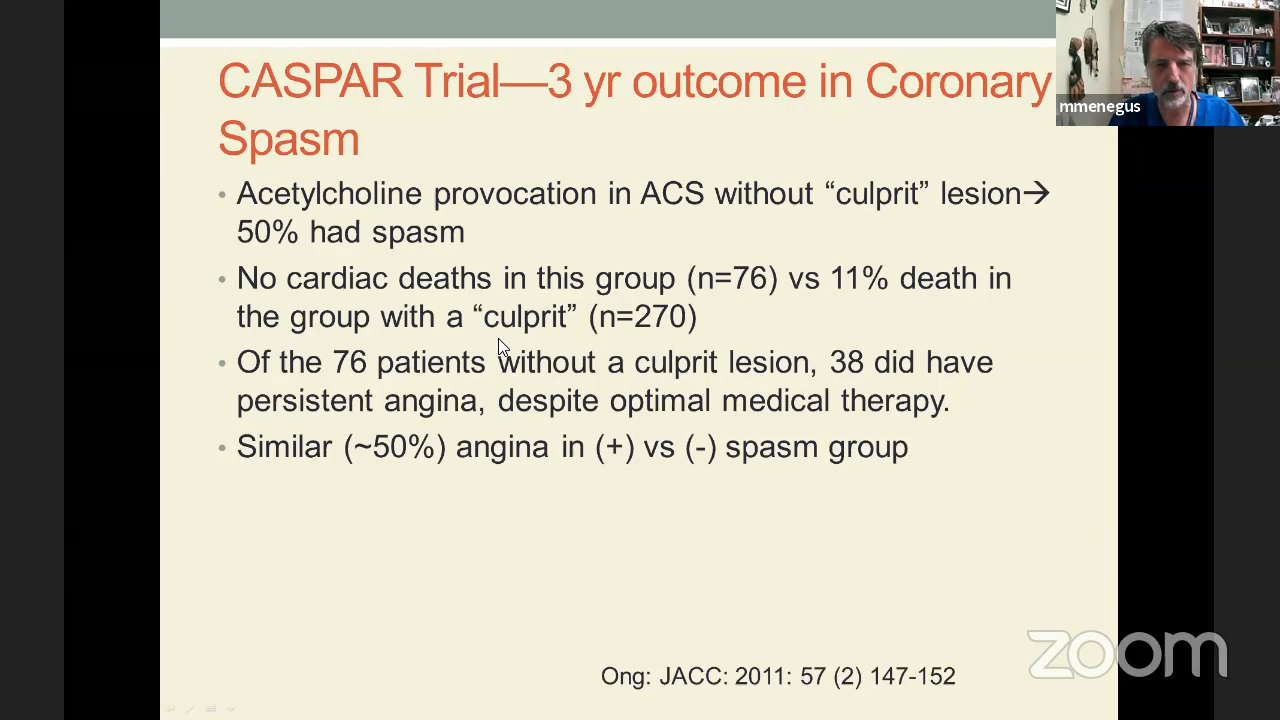 CASPAR Trial—3 yr outcome in Coronary
Spasm
mmenegus
• Acetylcholine provocation in ACS without “culprit” lesion→
50% had spasm
• No cardiac deaths in this group (n=76) vs 11% death in
the group with a “culprit” (n=270)
• Of the 76 patients without a culprit lesion, 38 did have
persistent angina, despite optimal medical therapy.
• Similar (~50%) angina in (+) vs (-) spasm group
zoom
Ong: JACC: 2011: 57 (2) 147-152